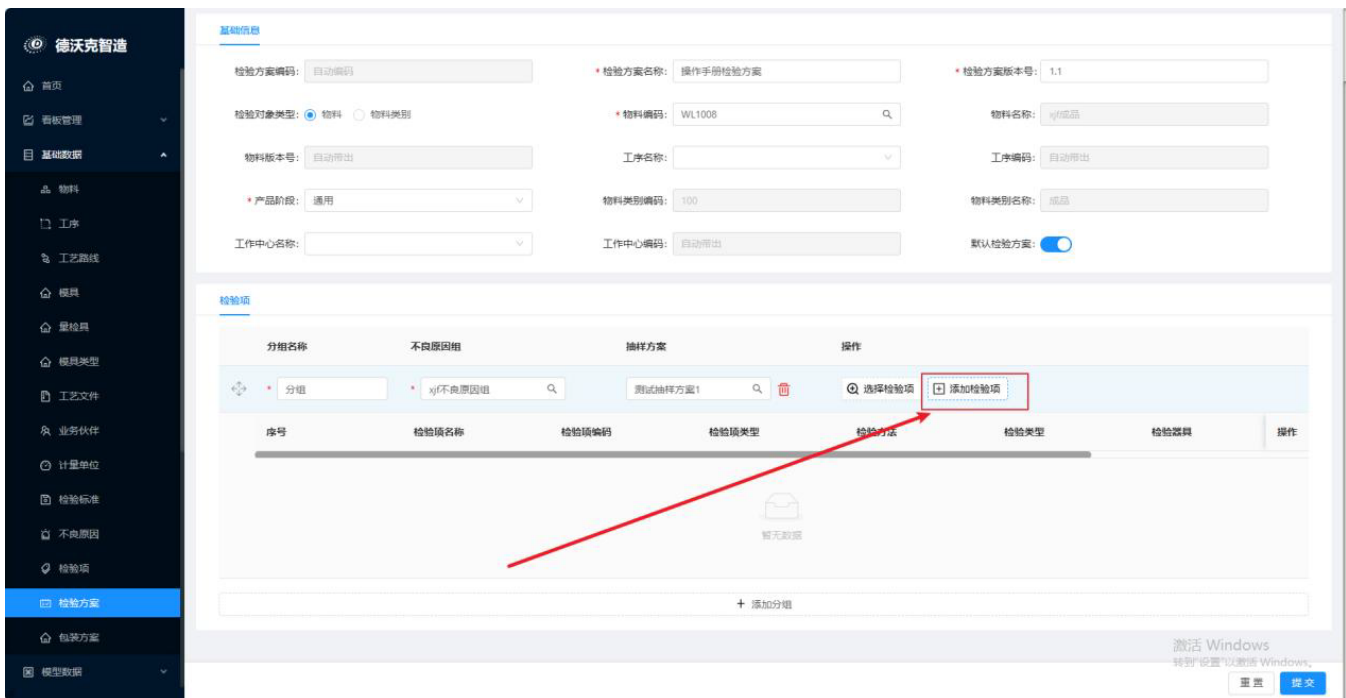 德沃克智造
首页
看板管理
基础数据
物料
工序
工艺路线
模具
量检具
模具类型
工艺文件
业务伙伴
计量单位
检验标准
不良原因
检验项
检验方案
包装方案
模型数据
基础信息
检验方案编码: 自动编码 * 检验方案名称: 操作手册检验方案 * 检验方案版本号: 1.1
检验对象类型: 物料 物料类别 * 物料编码: WL1008 物料名称: xjf成品
物料版本号: 自动带出 工序名称: 工序编码: 自动带出
* 产品阶段: 通用 物料类别编码: 100 物料类别名称: 成品
工作中心名称: 工作中心编码: 自动带出 默认检验方案:
检验项
分组名称 不良原因组 抽样方案 操作
* 分组 * xjf不良原因组 测试抽样方案1 选择检验项 添加检验项
序号 检验项名称 检验项编码 检验项类型 检验方法 检验类型 检验器具 操作
暂无数据
+ 添加分组
激活 Windows
转到"设置"以激活 Windows。
重置 提交